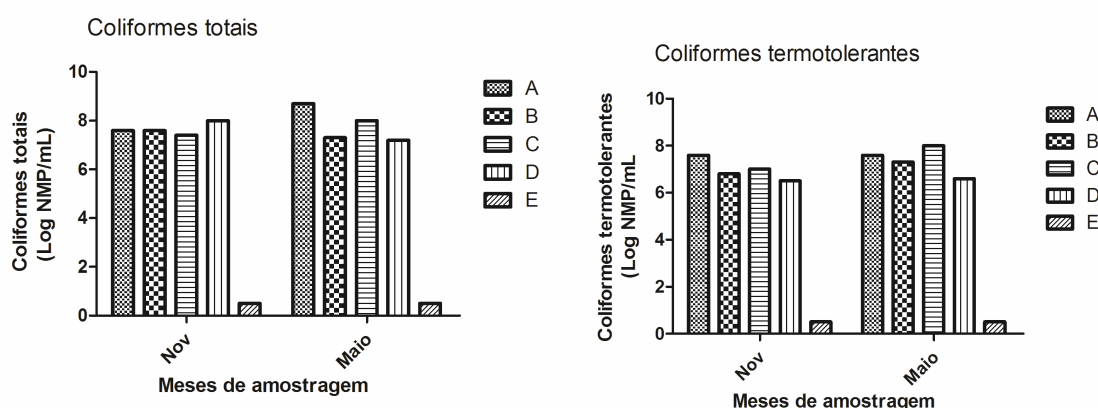 Coliformes totais
Coliformes totais
(Log NMP/mL)
10
8
6
4
2
0
Nov
Maio
Meses de amostragem
A
B
C
D
E
Coliformes termotolerantes
Coliformes termotolerantes
(Log NMP/mL
10
8
6
4
2
0
Nov
Maio
Meses de amostragem
A
B
C
D
E